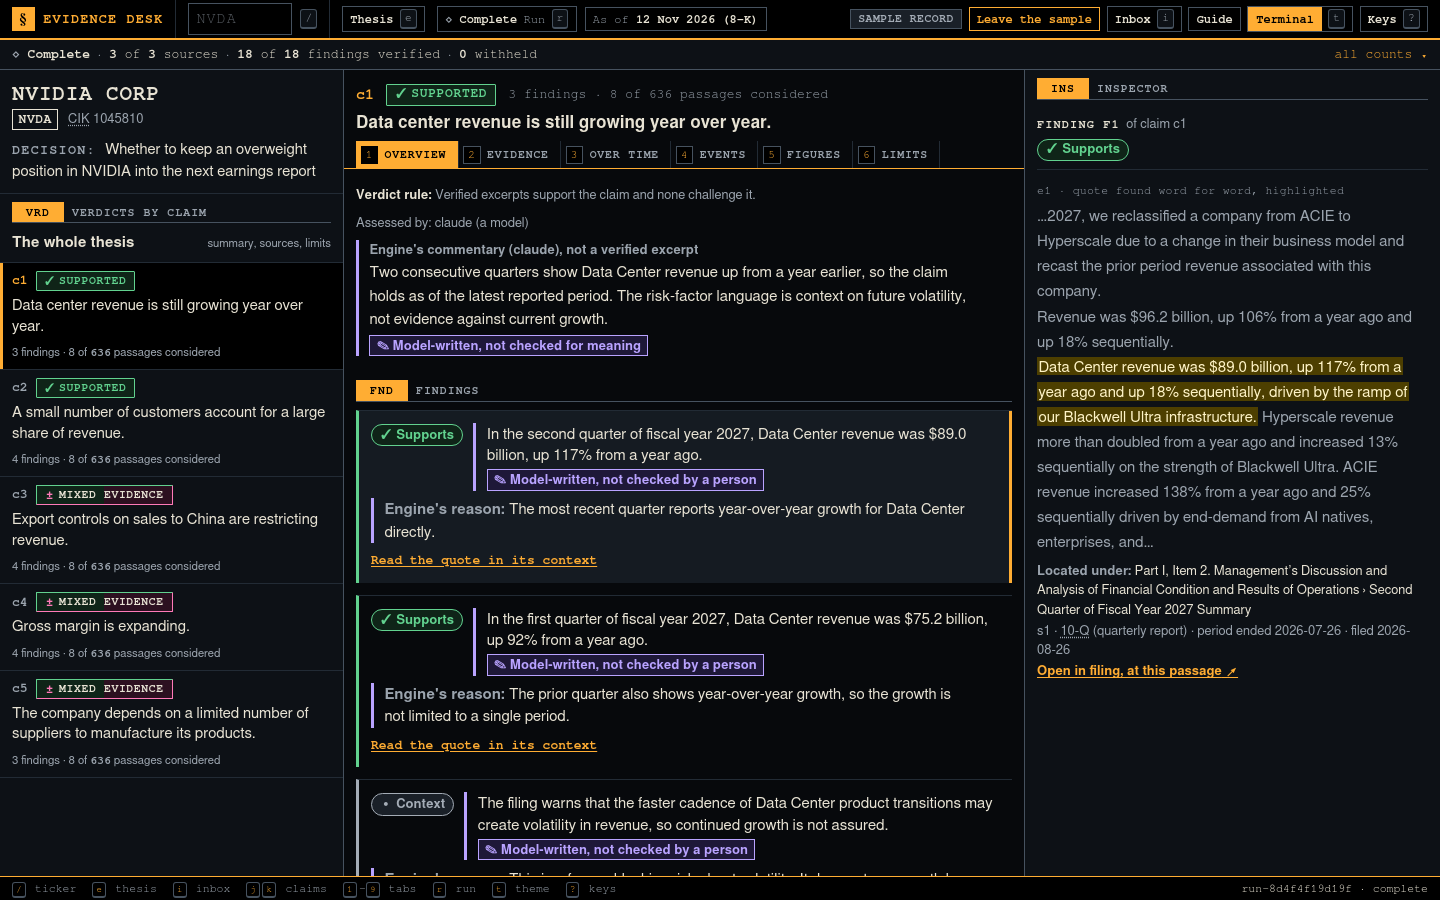 § EVIDENCE DESK NVDA / Thesis e ⋄ Complete Run r As of 12 Nov 2026 (8-K) SAMPLE RECORD Leave the sample Inbox i Guide Terminal t Keys ?
⋄ Complete · 3 of 3 sources · 18 of 18 findings verified · 0 withheld all counts ▾
NVIDIA CORP
NVDA CIK 1045810
DECISION: Whether to keep an overweight
position in NVIDIA into the next earnings report
VRD VERDICTS BY CLAIM
The whole thesis summary, sources, limits
c1 ✓ SUPPORTED
Data center revenue is still growing year over
year.
3 findings · 8 of 636 passages considered
c2 ✓ SUPPORTED
A small number of customers account for a large
share of revenue.
4 findings · 8 of 636 passages considered
c3 ± MIXED EVIDENCE
Export controls on sales to China are restricting
revenue.
4 findings · 8 of 636 passages considered
c4 ± MIXED EVIDENCE
Gross margin is expanding.
4 findings · 8 of 636 passages considered
c5 ± MIXED EVIDENCE
The company depends on a limited number of
suppliers to manufacture its products.
3 findings · 8 of 636 passages considered
c1 ✓ SUPPORTED 3 findings · 8 of 636 passages considered
Data center revenue is still growing year over year.
1 OVERVIEW 2 EVIDENCE 3 OVER TIME 4 EVENTS 5 FIGURES 6 LIMITS
Verdict rule: Verified excerpts support the claim and none challenge it.
Assessed by: claude (a model)
Engine's commentary (claude), not a verified excerpt
Two consecutive quarters show Data Center revenue up from a year earlier, so the claim
holds as of the latest reported period. The risk-factor language is context on future volatility,
not evidence against current growth.
✎ Model-written, not checked for meaning
FND FINDINGS
✓ Supports In the second quarter of fiscal year 2027, Data Center revenue was $89.0
billion, up 117% from a year ago.
✎ Model-written, not checked by a person
Engine's reason: The most recent quarter reports year-over-year growth for Data Center
directly.
Read the quote in its context
✓ Supports In the first quarter of fiscal year 2027, Data Center revenue was $75.2 billion,
up 92% from a year ago.
✎ Model-written, not checked by a person
Engine's reason: The prior quarter also shows year-over-year growth, so the growth is
not limited to a single period.
Read the quote in its context
• Context The filing warns that the faster cadence of Data Center product transitions may
create volatility in revenue, so continued growth is not assured.
✎ Model-written, not checked by a person
INS INSPECTOR
FINDING F1 of claim c1
✓ Supports
e1 · quote found word for word, highlighted
…2027, we reclassified a company from ACIE to
Hyperscale due to a change in their business model and
recast the prior period revenue associated with this
company.
Revenue was $96.2 billion, up 106% from a year ago and
up 18% sequentially.
Data Center revenue was $89.0 billion, up 117% from a
year ago and up 18% sequentially, driven by the ramp of
our Blackwell Ultra infrastructure. Hyperscale revenue
more than doubled from a year ago and increased 13%
sequentially on the strength of Blackwell Ultra. ACIE
revenue increased 138% from a year ago and 25%
sequentially driven by end-demand from AI natives,
enterprises, and…
Located under: Part I, Item 2. Management's Discussion and
Analysis of Financial Condition and Results of Operations › Second
Quarter of Fiscal Year 2027 Summary
s1 · 10-Q (quarterly report) · period ended 2026-07-26 · filed 2026-
08-26
Open in filing, at this passage ↗
/ ticker e thesis i inbox j k claims 1-9 tabs r run t theme ? keys run-8d4f4f19d19f · complete